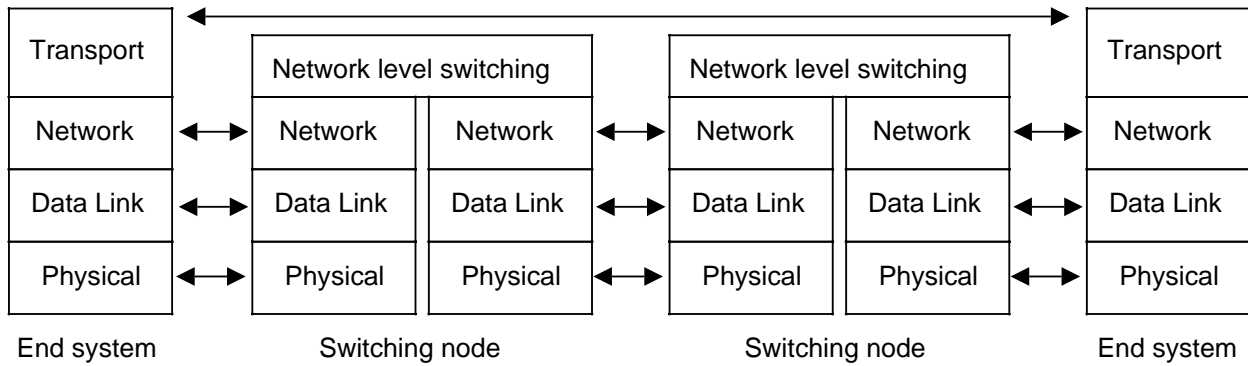 Transport
Transport
Network level switching
Network level switching
Network Network Network Network Network Network
Data Link Data Link Data Link Data Link Data Link Data Link
Physical Physical Physical Physical Physical Physical
End system Switching node Switching node End system